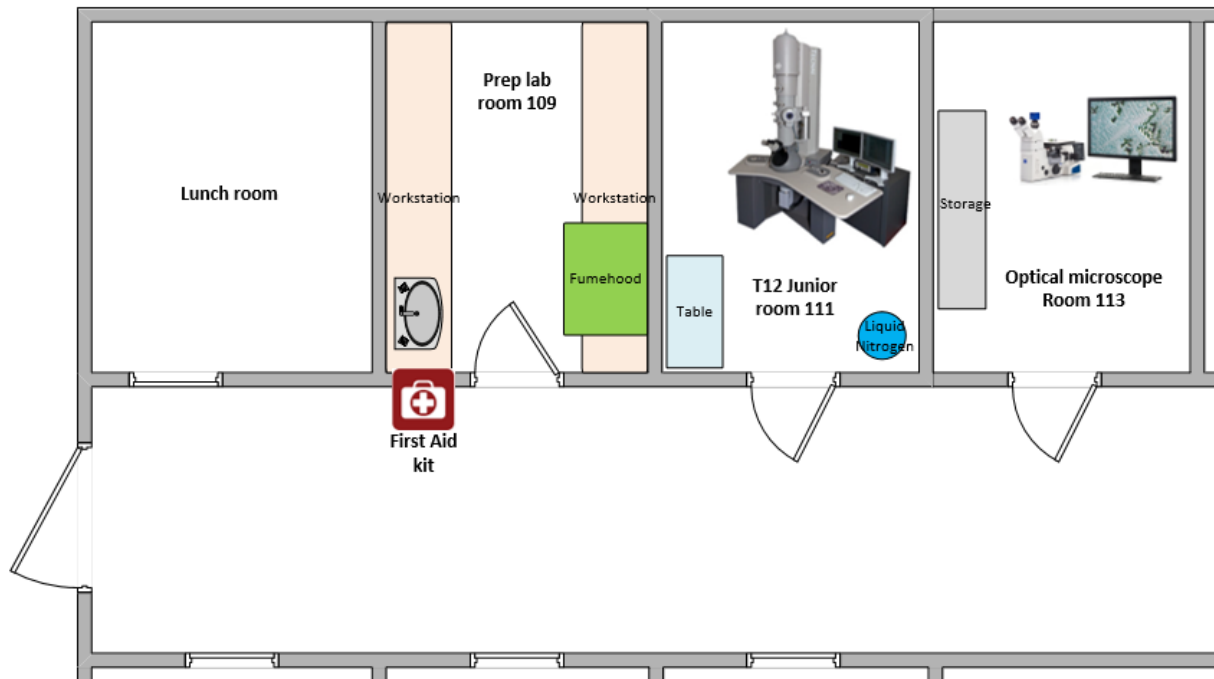 Lunch room
Prep lab
room 109
Workstation
Workstation
Fumehood
First Aid
kit
T12 Junior
room 111
Table
Liquid
Nitrogen
Storage
Optical microscope
Room 113